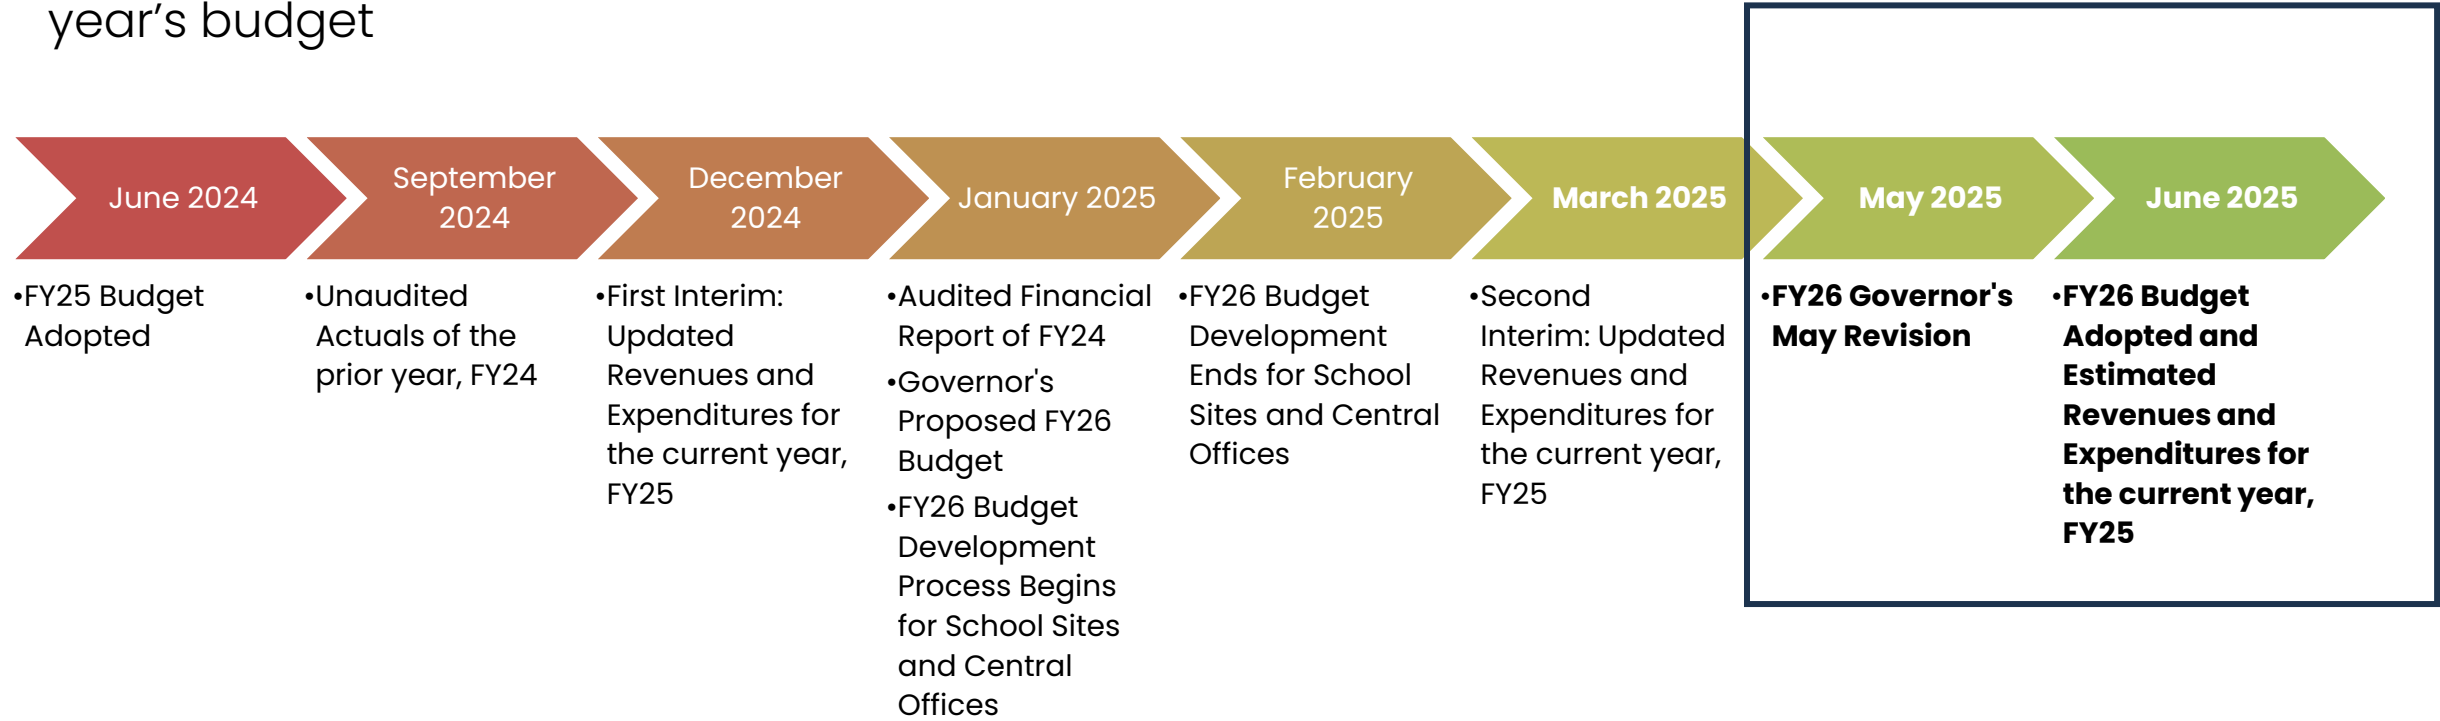 year’s budget
June 2024
•FY25 Budget
Adopted
September
2024
•Unaudited
Actuals of the
prior year, FY24
December
2024
•First Interim:
Updated
Revenues and
Expenditures for
the current year,
FY25
January 2025
•Audited Financial
Report of FY24
•Governor's
Proposed FY26
Budget
•FY26 Budget
Development
Process Begins
for School Sites
and Central
Offices
February
2025
•FY26 Budget
Development
Ends for School
Sites and Central
Offices
March 2025
•Second
Interim: Updated
Revenues and
Expenditures for
the current year,
FY25
May 2025
•FY26 Governor's
May Revision
June 2025
•FY26 Budget
Adopted and
Estimated
Revenues and
Expenditures for
the current year,
FY25